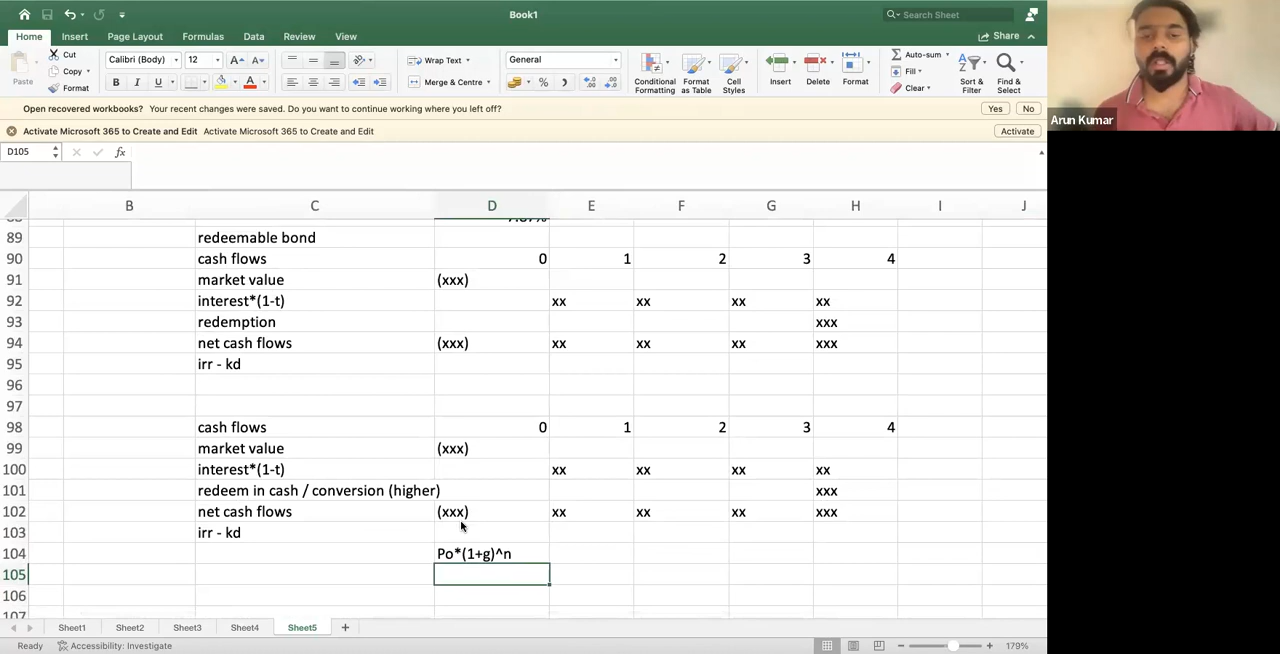 Book1
Search Sheet
Home Insert Page Layout Formulas Data Review View
Share
Paste
Cut
Copy
Format
Calibri (Body) 12
A A
B I U
Wrap Text
Merge & Centre
General
Conditional Formatting
Format as Table
Cell Styles
Insert
Delete
Format
Auto-sum
Fill
Clear
Sort & Filter
Find & Select
Open recovered workbooks? Your recent changes were saved. Do you want to continue working where you left off?
Yes No
Activate Microsoft 365 to Create and Edit Activate Microsoft 365 to Create and Edit
Activate
Arun Kumar
D105 fx
B C D E F G H I J
89 redeemable bond
90 cash flows 0 1 2 3 4
91 market value (xxx)
92 interest*(1-t) xx xx xx xx
93 redemption xxx
94 net cash flows (xxx) xx xx xx xxx
95 irr - kd
96
97
98 cash flows 0 1 2 3 4
99 market value (xxx)
100 interest*(1-t) xx xx xx xx
101 redeem in cash / conversion (higher) xxx
102 net cash flows (xxx) xx xx xx xxx
103 irr - kd
104 Po*(1+g)^n
105
106
107
Sheet1 Sheet2 Sheet3 Sheet4 Sheet5 +
Ready Accessibility: Investigate 179%